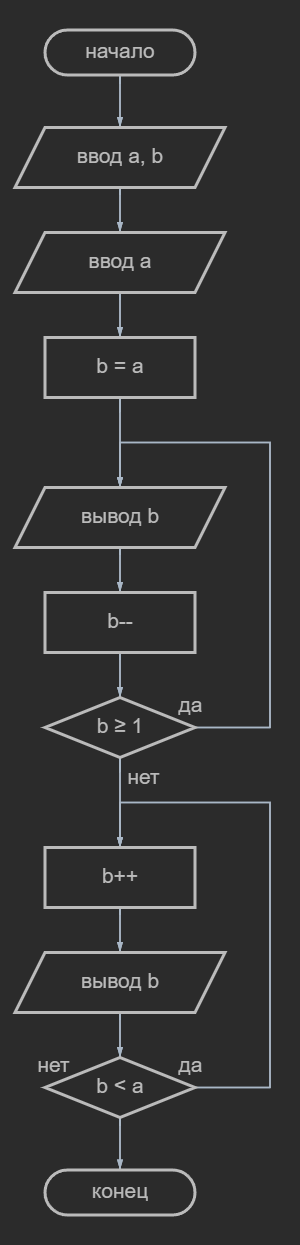 начало
ввод a, b
ввод a
b = a
вывод b
b--
b ≥ 1
да
нет
b++
вывод b
нет
b < a
да
конец